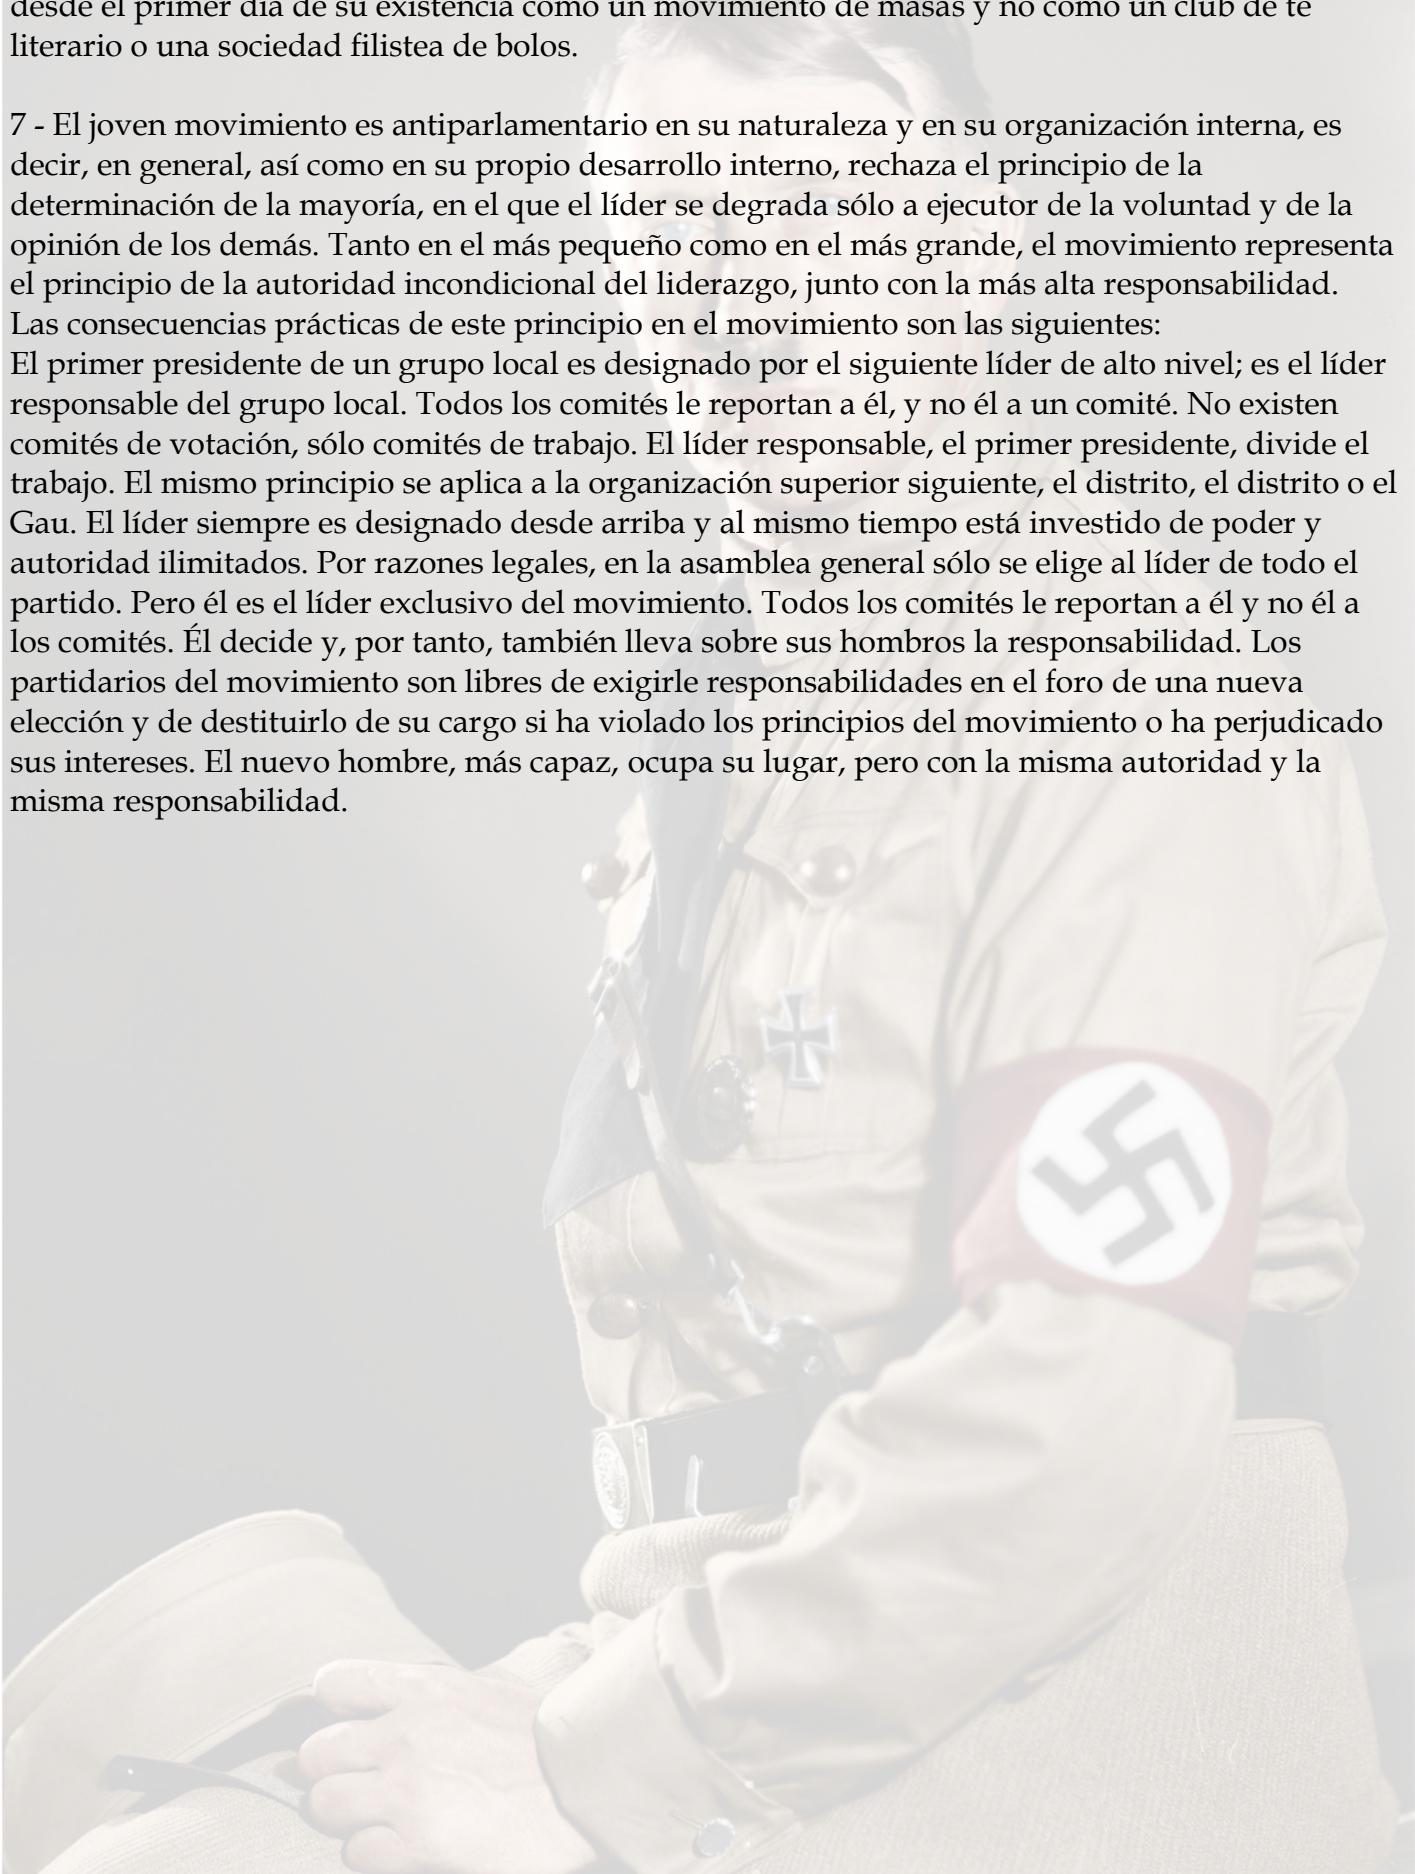 desde el primer día de su existencia como un movimiento de masas y no como un club de té
literario o una sociedad filistea de bolos.
7 - El joven movimiento es antiparlamentario en su naturaleza y en su organización interna, es
decir, en general, así como en su propio desarrollo interno, rechaza el principio de la
determinación de la mayoría, en el que el líder se degrada sólo a ejecutor de la voluntad y de la
opinión de los demás. Tanto en el más pequeño como en el más grande, el movimiento representa
el principio de la autoridad incondicional del liderazgo, junto con la más alta responsabilidad.
Las consecuencias prácticas de este principio en el movimiento son las siguientes:
El primer presidente de un grupo local es designado por el siguiente líder de alto nivel; es el líder
responsable del grupo local. Todos los comités le reportan a él, y no él a un comité. No existen
comités de votación, sólo comités de trabajo. El líder responsable, el primer presidente, divide el
trabajo. El mismo principio se aplica a la organización superior siguiente, el distrito, el distrito o el
Gau. El líder siempre es designado desde arriba y al mismo tiempo está investido de poder y
autoridad ilimitados. Por razones legales, en la asamblea general sólo se elige al líder de todo el
partido. Pero él es el líder exclusivo del movimiento. Todos los comités le reportan a él y no él a
los comités. Él decide y, por tanto, también lleva sobre sus hombros la responsabilidad. Los
partidarios del movimiento son libres de exigirle responsabilidades en el foro de una nueva
elección y de destituirlo de su cargo si ha violado los principios del movimiento o ha perjudicado
sus intereses. El nuevo hombre, más capaz, ocupa su lugar, pero con la misma autoridad y la
misma responsabilidad.